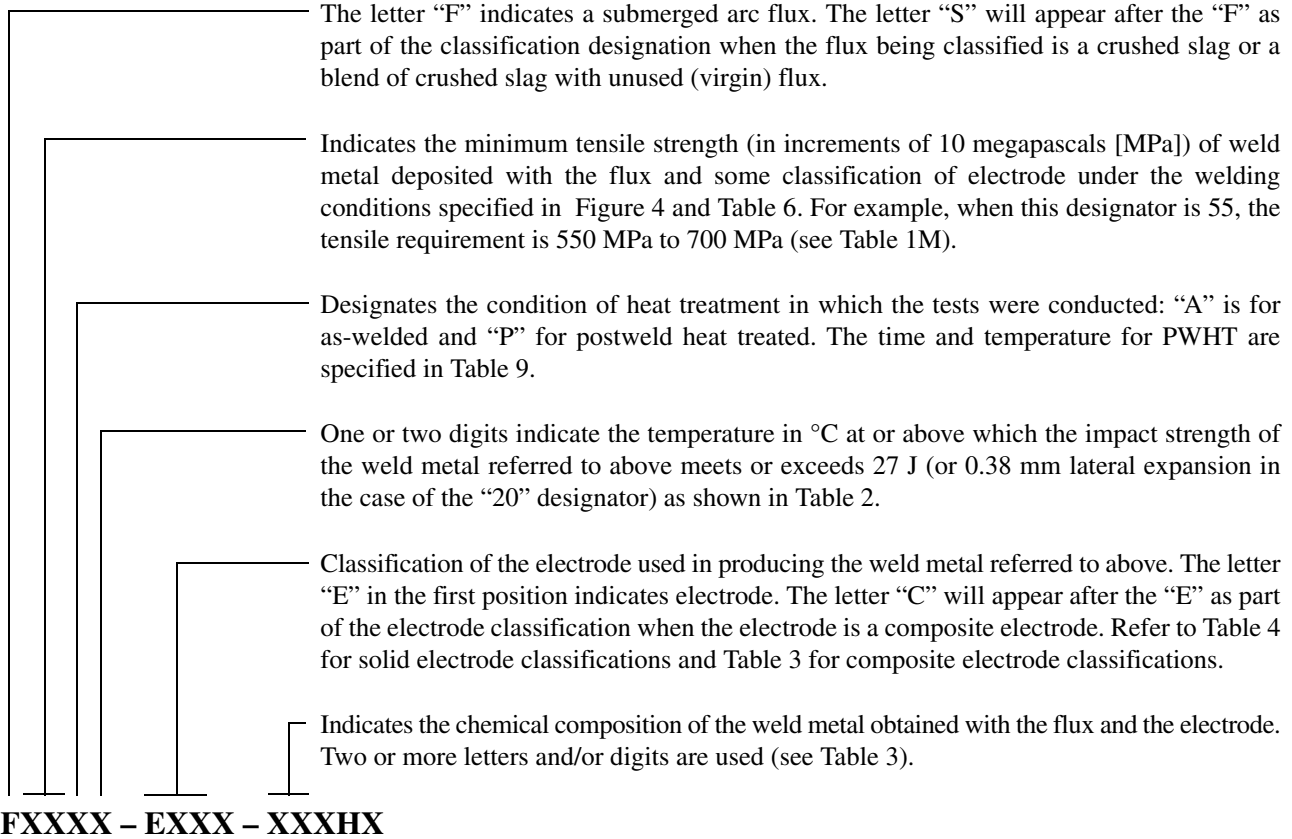 The letter “F” indicates a submerged arc flux. The letter “S” will appear after the “F” as
part of the classification designation when the flux being classified is a crushed slag or a
blend of crushed slag with unused (virgin) flux.
Indicates the minimum tensile strength (in increments of 10 megapascals [MPa]) of weld
metal deposited with the flux and some classification of electrode under the welding
conditions specified in Figure 4 and Table 6. For example, when this designator is 55, the
tensile requirement is 550 MPa to 700 MPa (see Table 1M).
Designates the condition of heat treatment in which the tests were conducted: “A” is for
as-welded and “P” for postweld heat treated. The time and temperature for PWHT are
specified in Table 9.
One or two digits indicate the temperature in °C at or above which the impact strength of
the weld metal referred to above meets or exceeds 27 J (or 0.38 mm lateral expansion in
the case of the “20” designator) as shown in Table 2.
Classification of the electrode used in producing the weld metal referred to above. The letter
“E” in the first position indicates electrode. The letter “C” will appear after the “E” as part
of the electrode classification when the electrode is a composite electrode. Refer to Table 4
for solid electrode classifications and Table 3 for composite electrode classifications.
Indicates the chemical composition of the weld metal obtained with the flux and the electrode.
Two or more letters and/or digits are used (see Table 3).
FXXXX – EXXX – XXXHX